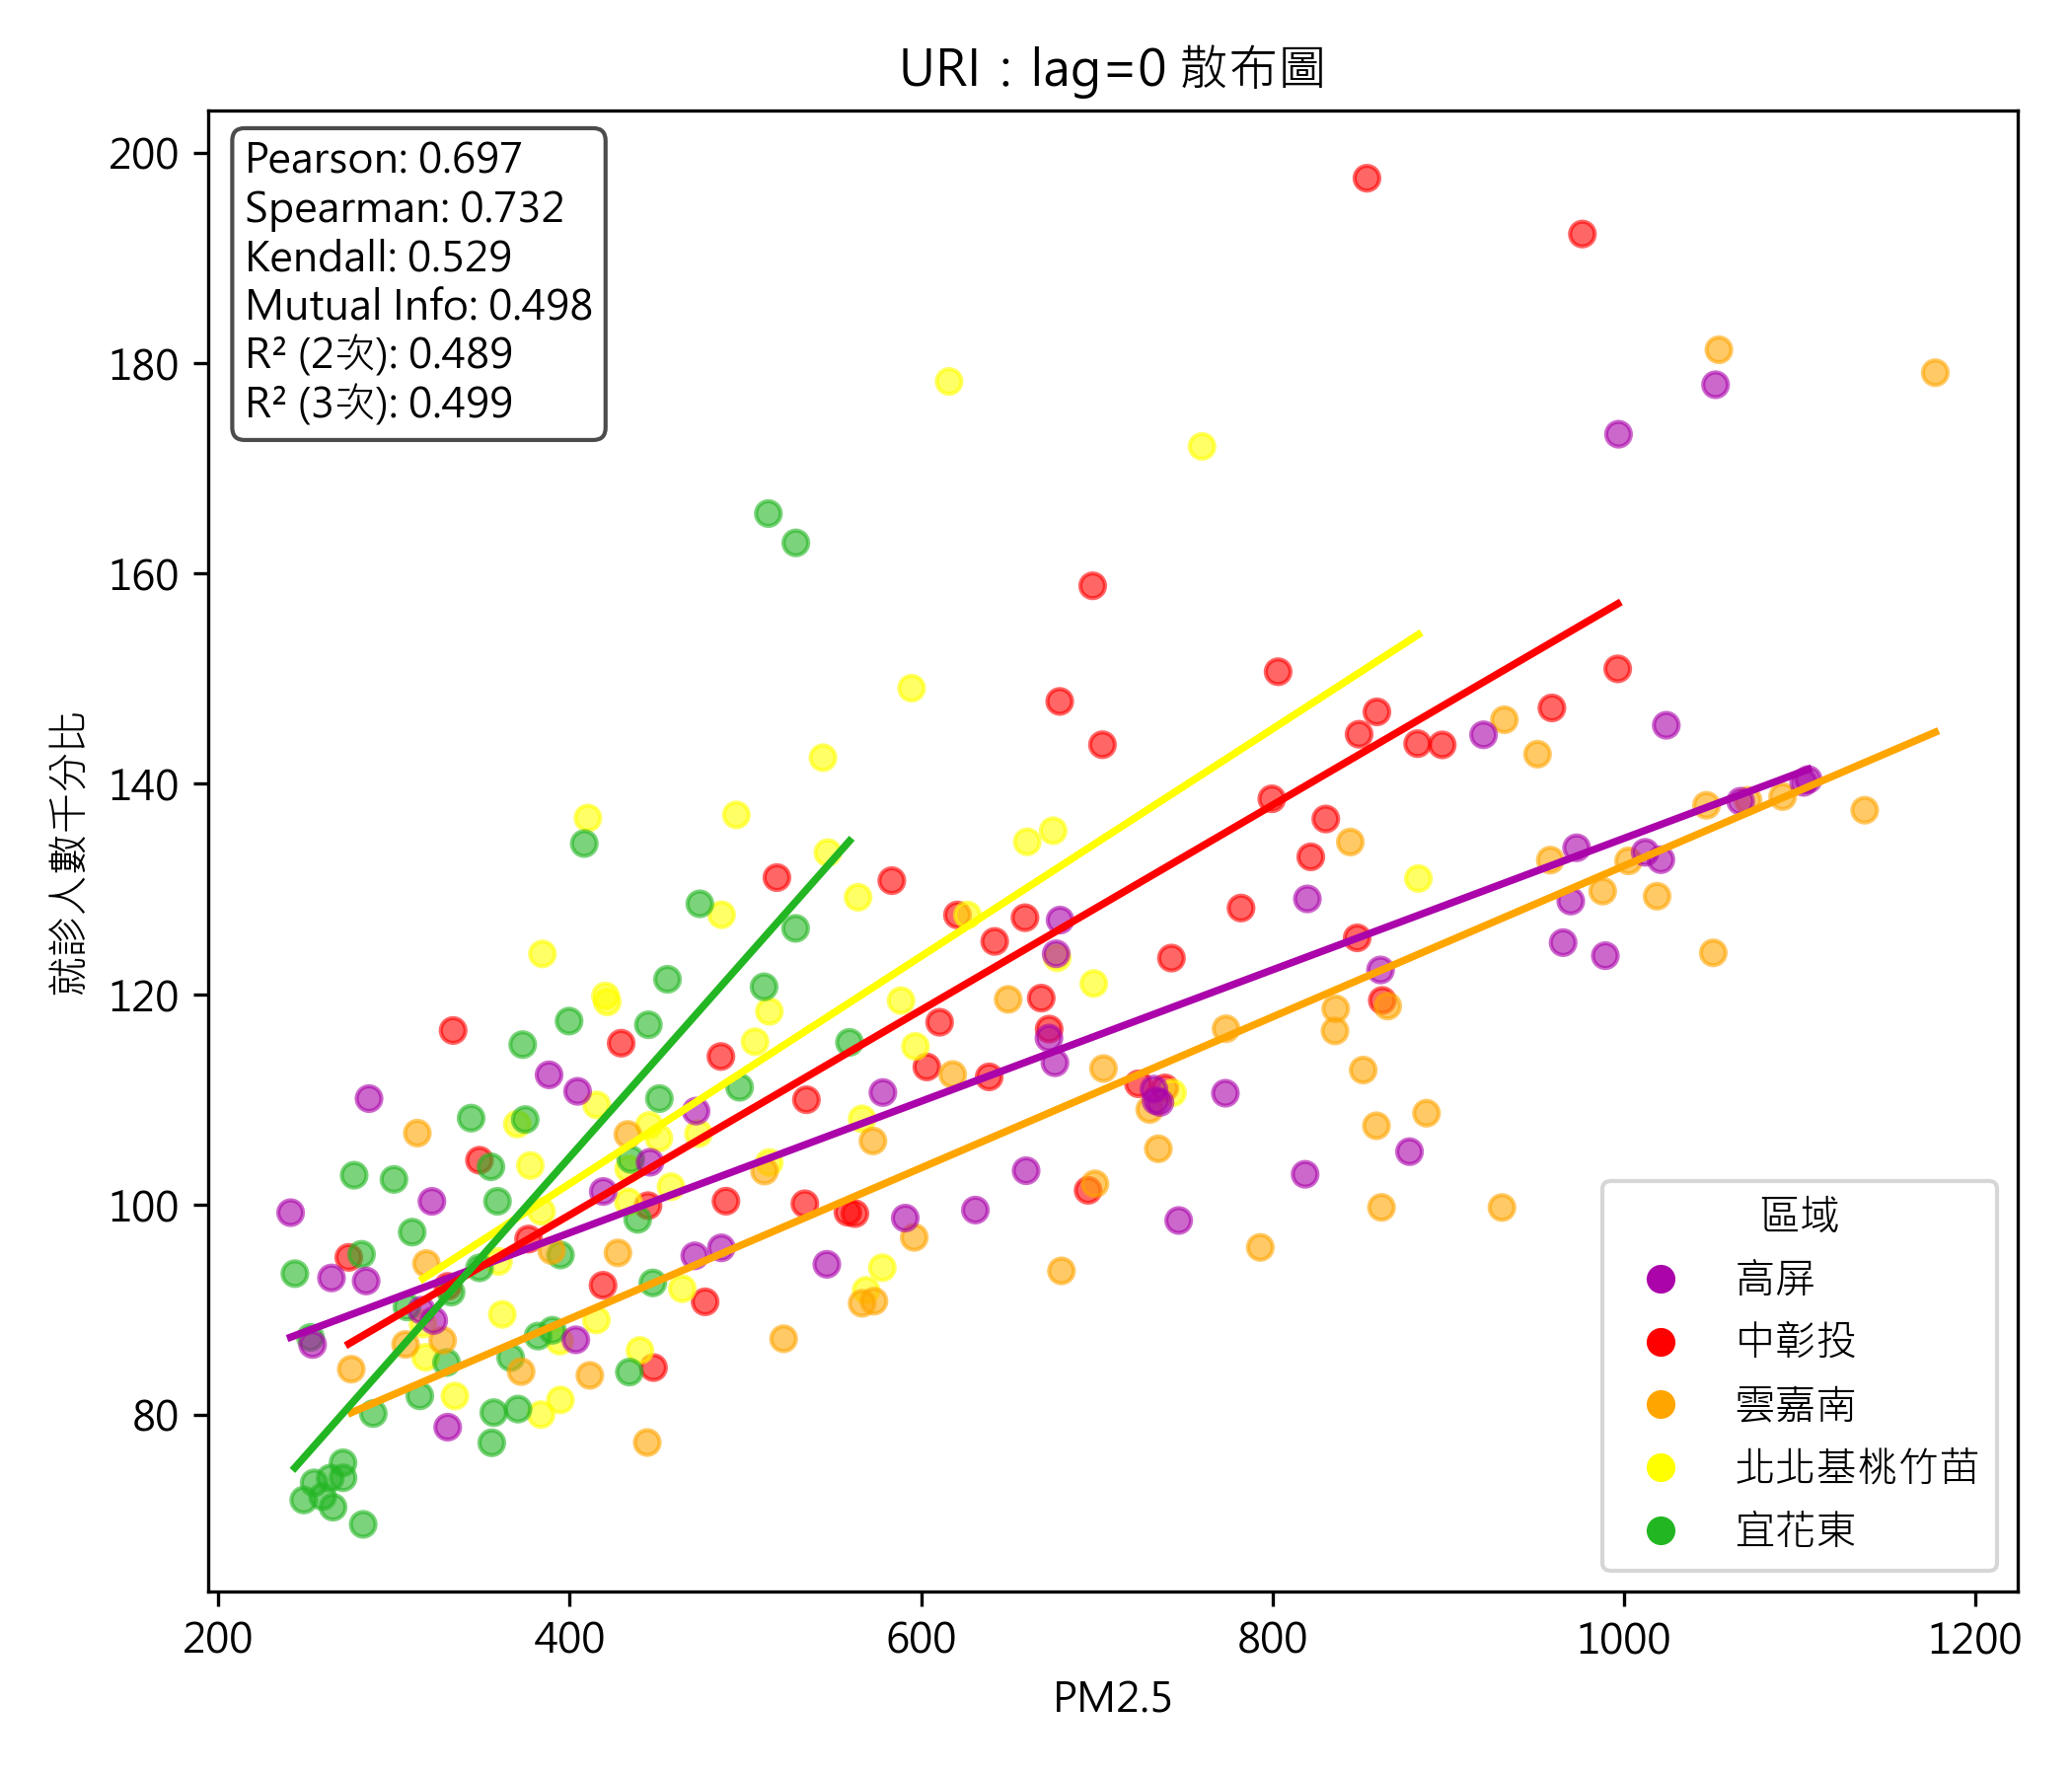 URI：lag=0 散布圖
Pearson: 0.697
Spearman: 0.732
Kendall: 0.529
Mutual Info: 0.498
R² (2次): 0.489
R² (3次): 0.499
就診人數千分比
200
180
160
140
120
100
80
區域
高屏
中彰投
雲嘉南
北北基桃竹苗
宜花東
200
400
600
800
1000
1200
PM2.5